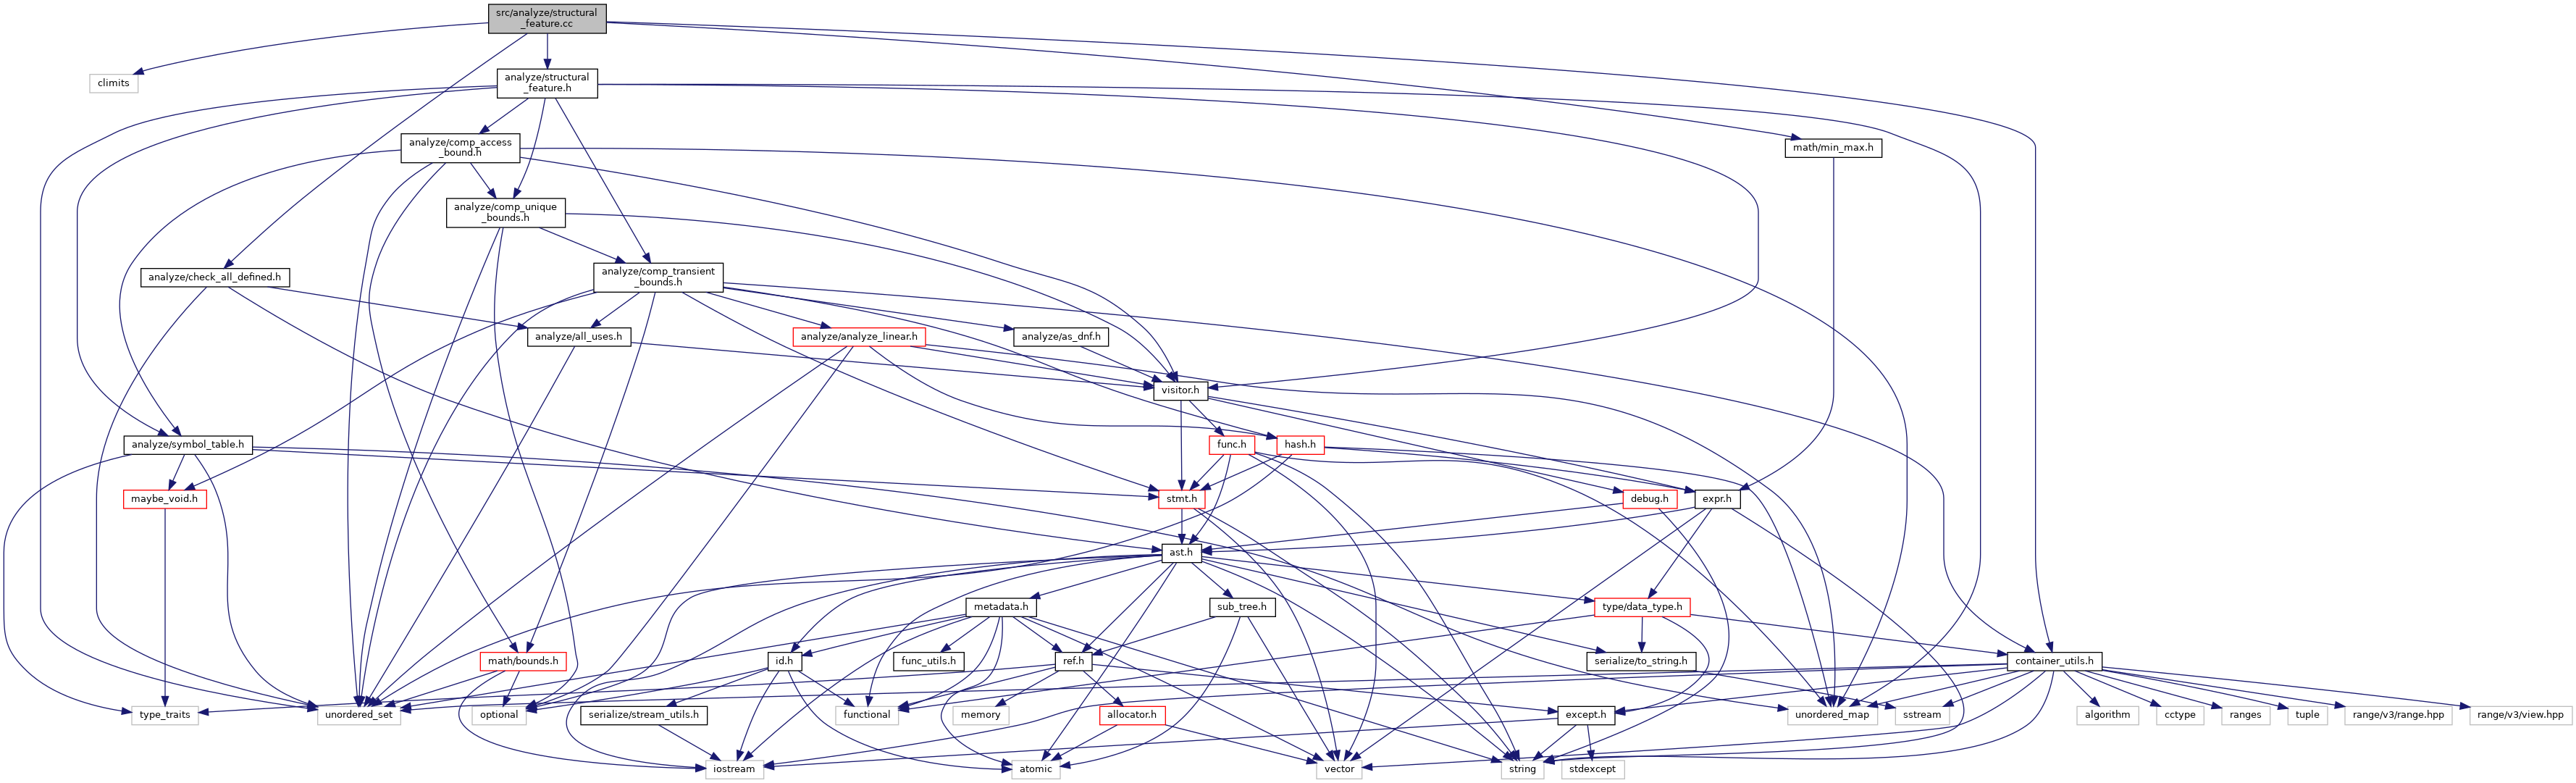 src/analyze/structural
_feature.cc
climits
analyze/structural
_feature.h
analyze/comp_access
_bound.h
math/min_max.h
analyze/comp_unique
_bounds.h
analyze/check_all_defined.h
analyze/comp_transient
_bounds.h
analyze/all_uses.h
analyze/analyze_linear.h
analyze/as_dnf.h
visitor.h
analyze/symbol_table.h
func.h
hash.h
maybe_void.h
stmt.h
debug.h
expr.h
ast.h
metadata.h
sub_tree.h
type/data_type.h
math/bounds.h
id.h
func_utils.h
ref.h
serialize/to_string.h
container_utils.h
type_traits
unordered_set
optional
serialize/stream_utils.h
functional
memory
allocator.h
except.h
unordered_map
sstream
algorithm
cctype
ranges
tuple
range/v3/range.hpp
range/v3/view.hpp
iostream
atomic
vector
string
stdexcept